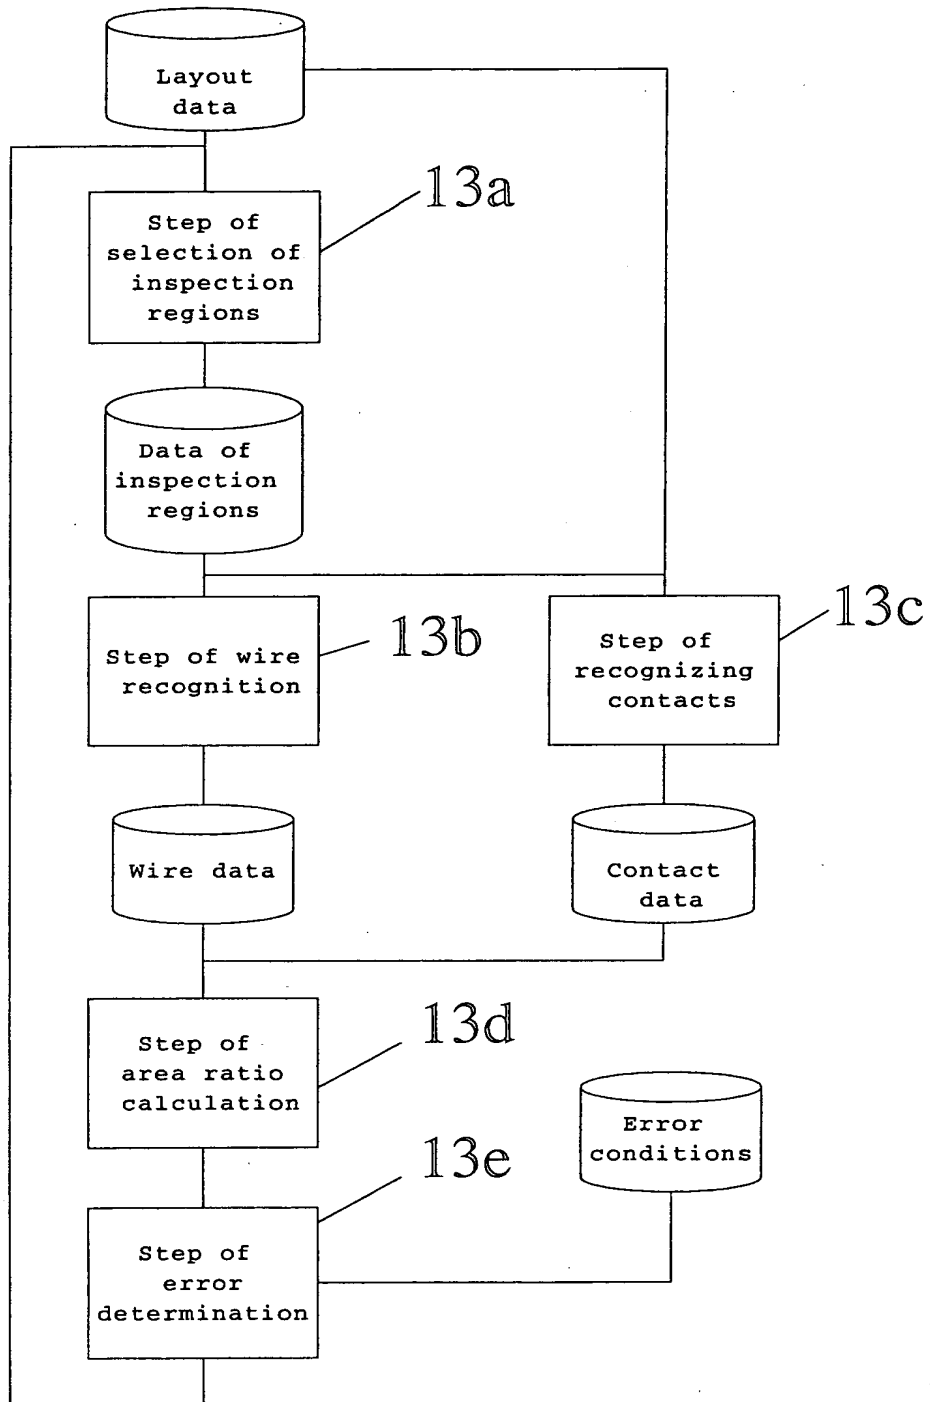 Layout
data
13a
Step of
selection of
inspection
regions
Data of
inspection
regions
13b
Step of wire
recognition
13c
Step of
recognizing
contacts
Wire data
Contact
data
13d
Step of
area ratio
calculation
Error
conditions
13e
Step of
error
determination